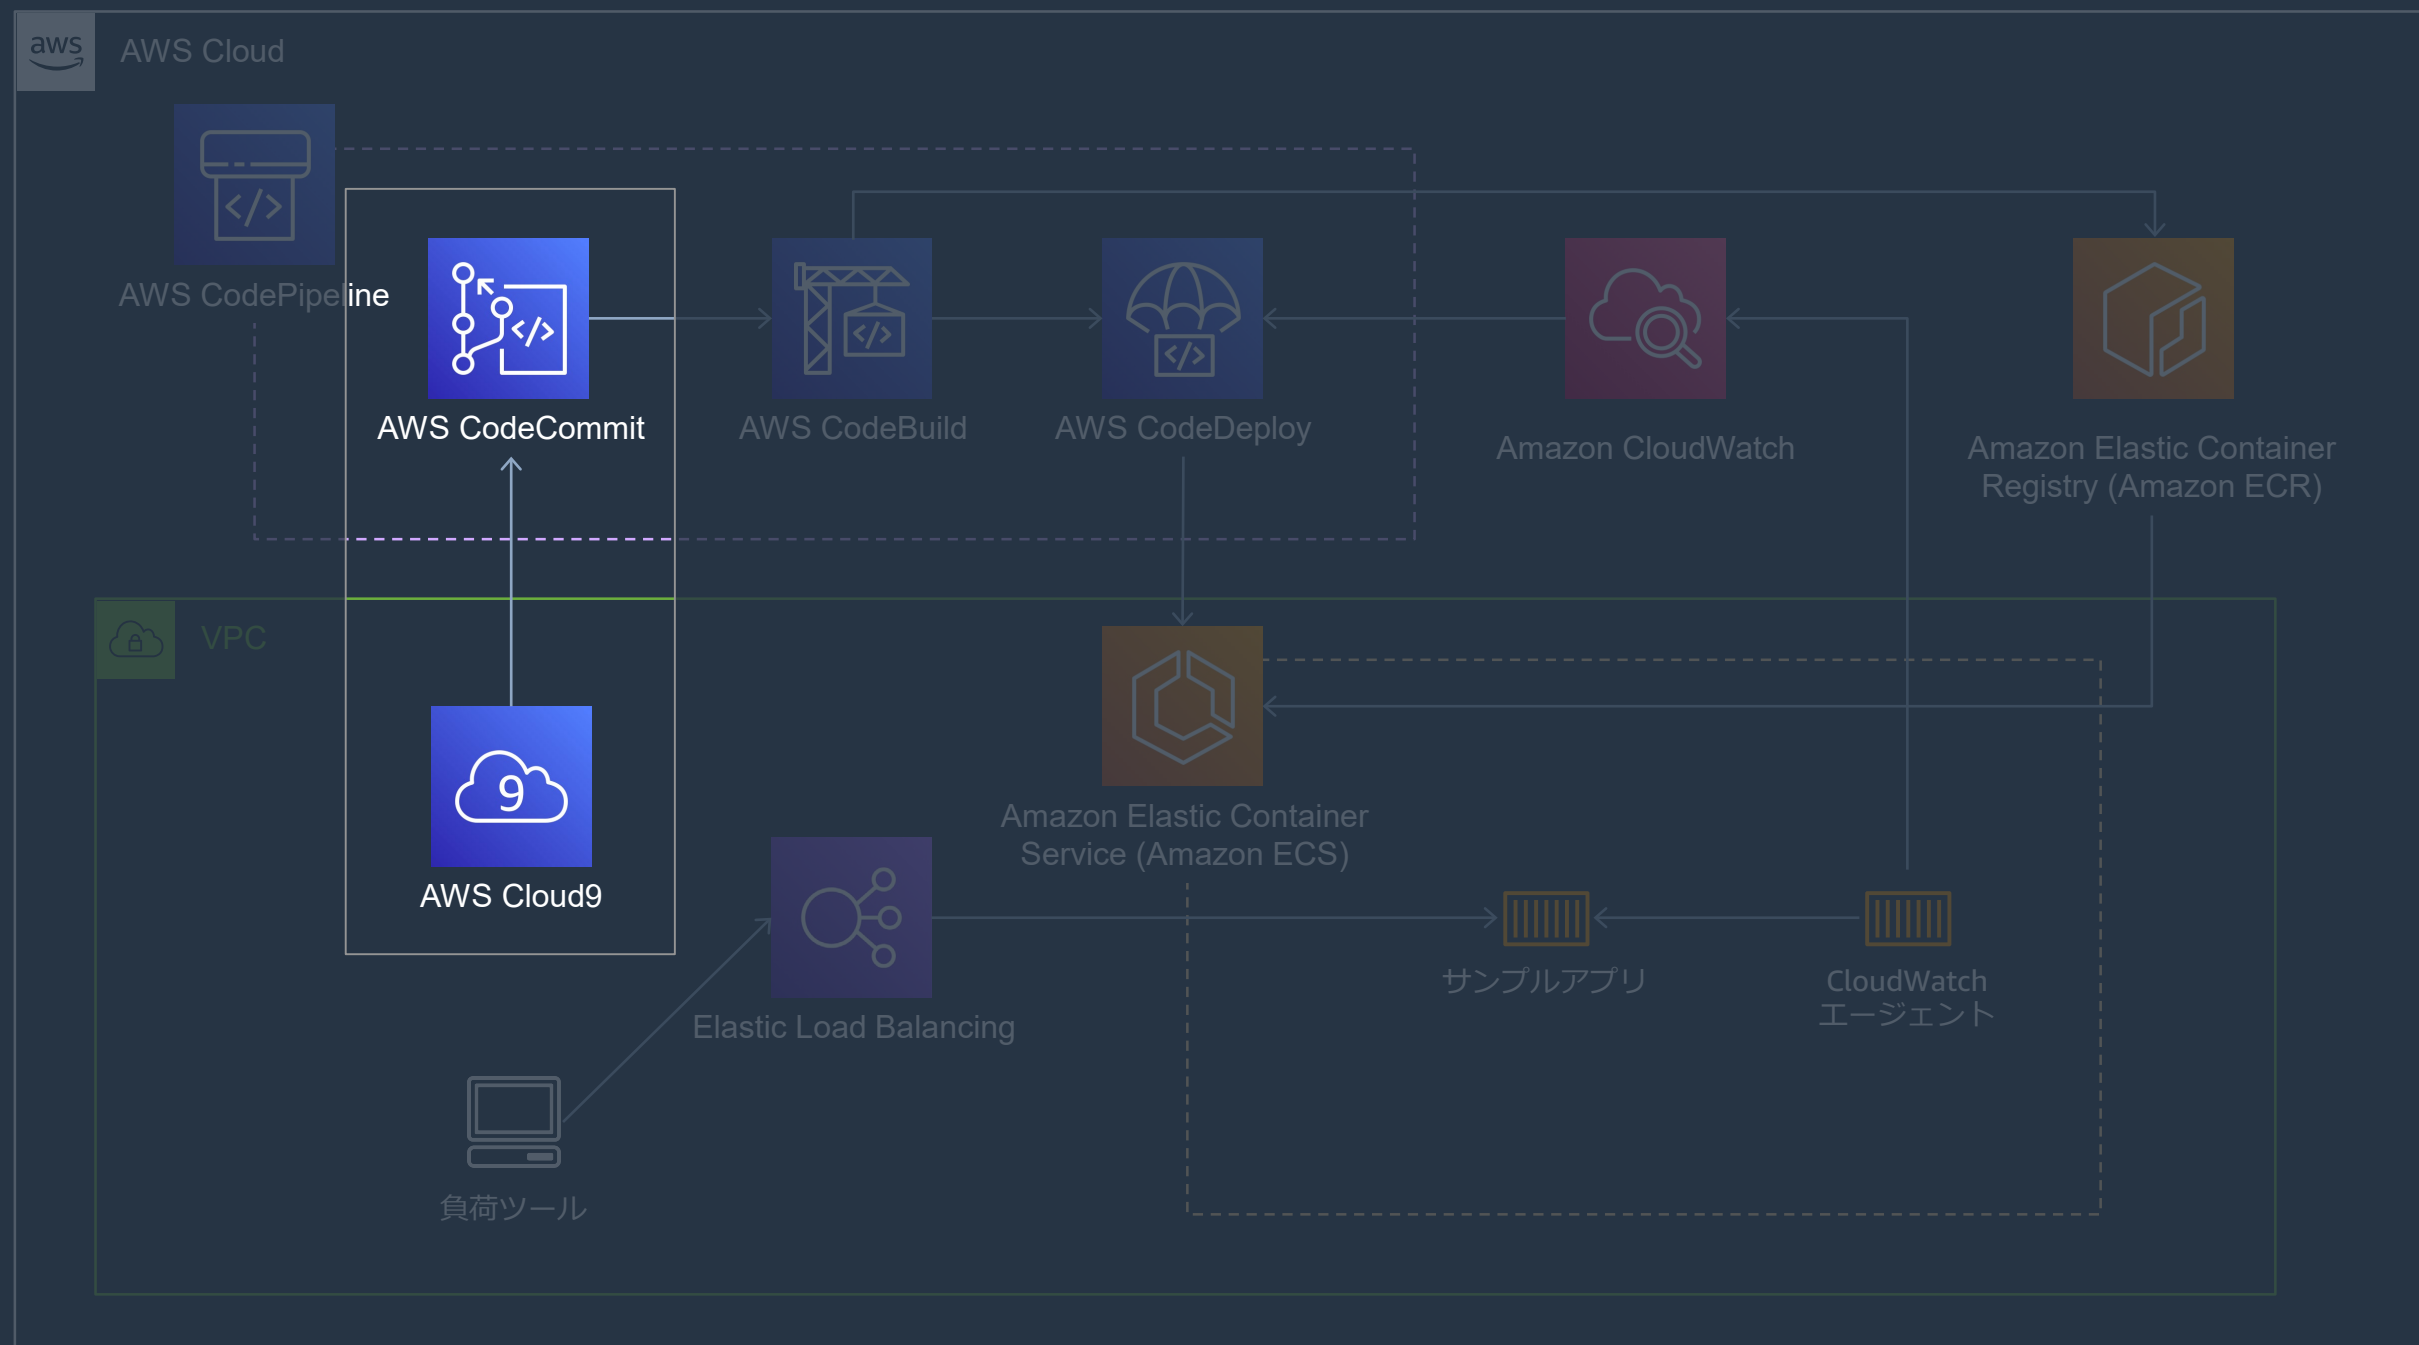 aws
AWS Cloud
AWS CodePipeline
</>
AWS CodeCommit
</>
AWS CodeBuild
</>
AWS CodeDeploy
</>
Amazon CloudWatch
Amazon Elastic Container
Registry (Amazon ECR)
VPC
9
AWS Cloud9
Amazon Elastic Container
Service (Amazon ECS)
Elastic Load Balancing
サンプルアプリ
CloudWatch
エージェント
負荷ツール